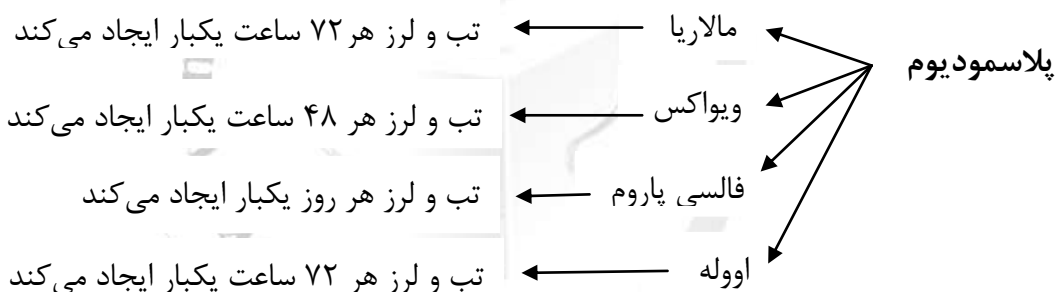 پلاسمودیوم
مالاریا تب و لرز هر ۷۲ ساعت یکبار ایجاد می‌کند
ویواکس تب و لرز هر ۴۸ ساعت یکبار ایجاد می‌کند
فالسی پاروم تب و لرز هر روز یکبار ایجاد می‌کند
اووله تب و لرز هر ۷۲ ساعت یکبار ایجاد می‌کند